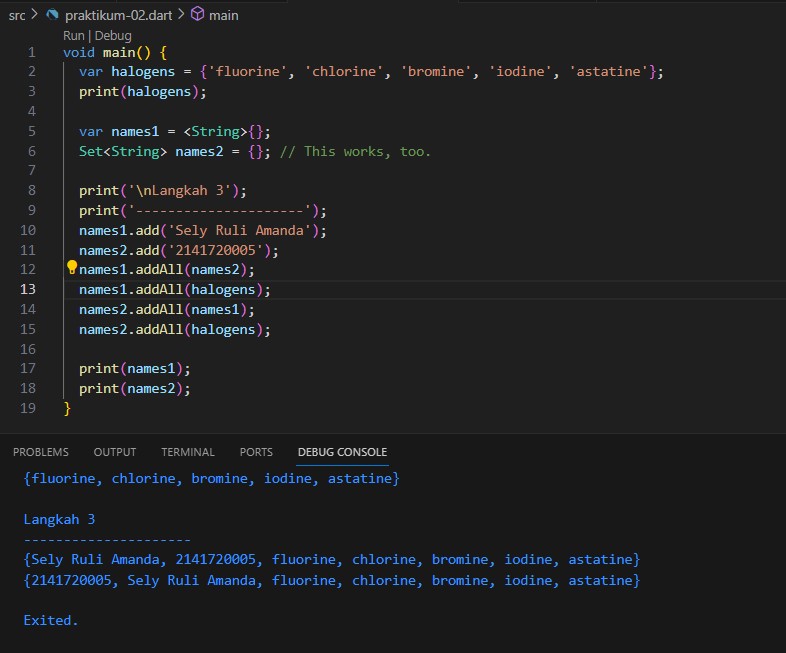 src > praktikum-02.dart > main
Run | Debug
1 void main() {
2   var halogens = {'fluorine', 'chlorine', 'bromine', 'iodine', 'astatine'};
3   print(halogens);
4
5   var names1 = <String>{};
6   Set<String> names2 = {}; // This works, too.
7
8   print('\nLangkah 3');
9   print('---------------------');
10   names1.add('Sely Ruli Amanda');
11   names2.add('2141720005');
12   names1.addAll(names2);
13   names1.addAll(halogens);
14   names2.addAll(names1);
15   names2.addAll(halogens);
16
17   print(names1);
18   print(names2);
19 }
PROBLEMS OUTPUT TERMINAL PORTS DEBUG CONSOLE
{fluorine, chlorine, bromine, iodine, astatine}
Langkah 3
---------------------
{Sely Ruli Amanda, 2141720005, fluorine, chlorine, bromine, iodine, astatine}
{2141720005, Sely Ruli Amanda, fluorine, chlorine, bromine, iodine, astatine}
Exited.